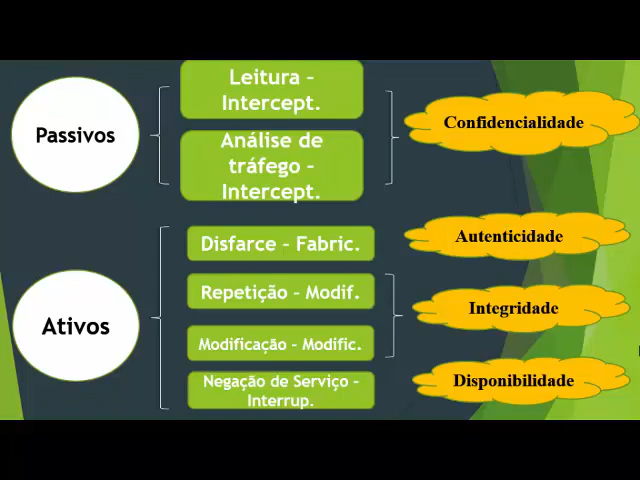 Passivos
Leitura –
Intercept.
Análise de
tráfego –
Intercept.
Confidencialidade
Ativos
Disfarce – Fabric.
Autenticidade
Repetição – Modif.
Modificação – Modific.
Integridade
Negação de Serviço –
Interrup.
Disponibilidade